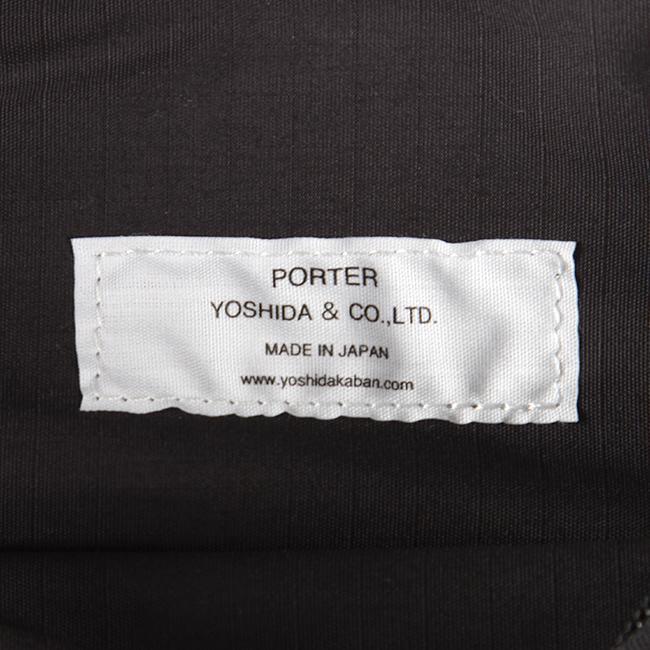 PORTER
YOSHIDA & CO.,LTD.
MADE IN JAPAN
www.yoshidakaban.com